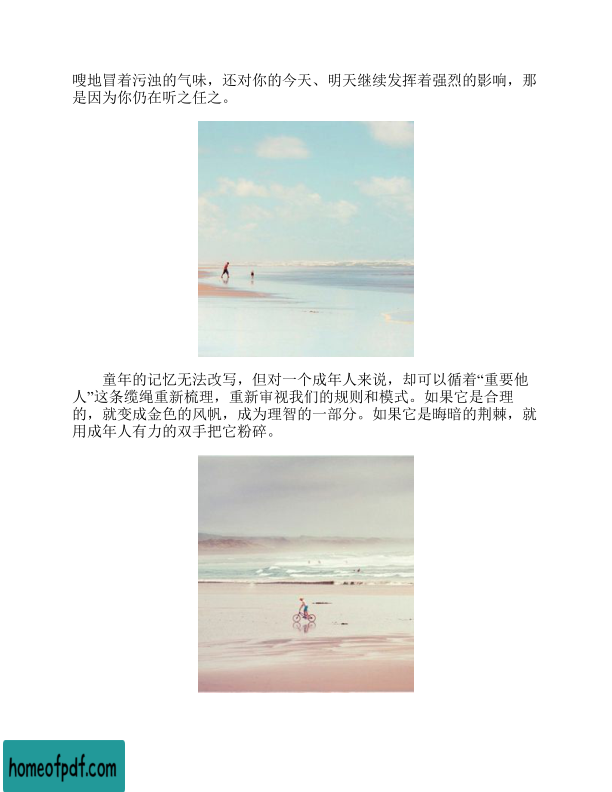 嗖地冒着污浊的气味，还对你的今天、明天继续发挥着强烈的影响，那
是因为你仍在听之任之。
童年的记忆无法改写，但对一个成年人来说，却可以循着“重要他
人”这条缆绳重新梳理，重新审视我们的规则和模式。如果它是合理
的，就变成金色的风帆，成为理智的一部分。如果它是晦暗的荆棘，就
用成年人有力的双手把它粉碎。
homeofpdf.com